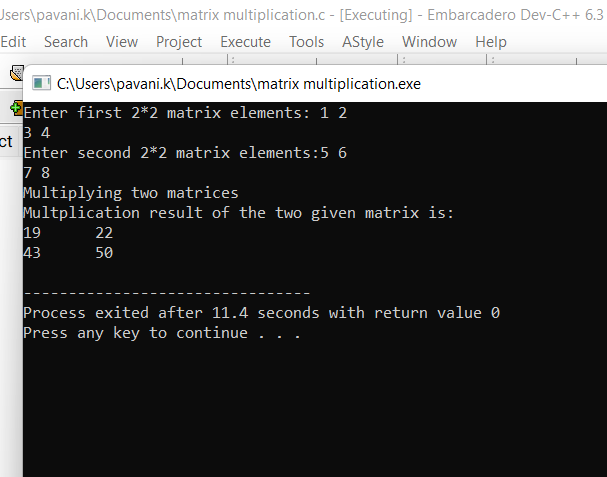 Users\pavani.k\Documents\matrix multiplication.c - [Executing] - Embarcadero Dev-C++ 6.3
Edit Search View Project Execute Tools AStyle Window Help
C:\Users\pavani.k\Documents\matrix multiplication.exe
ct
Enter first 2*2 matrix elements: 1 2
3 4
Enter second 2*2 matrix elements:5 6
7 8
Multiplying two matrices
Multplication result of the two given matrix is:
19 22
43 50
--------------------------------
Process exited after 11.4 seconds with return value 0
Press any key to continue . . .